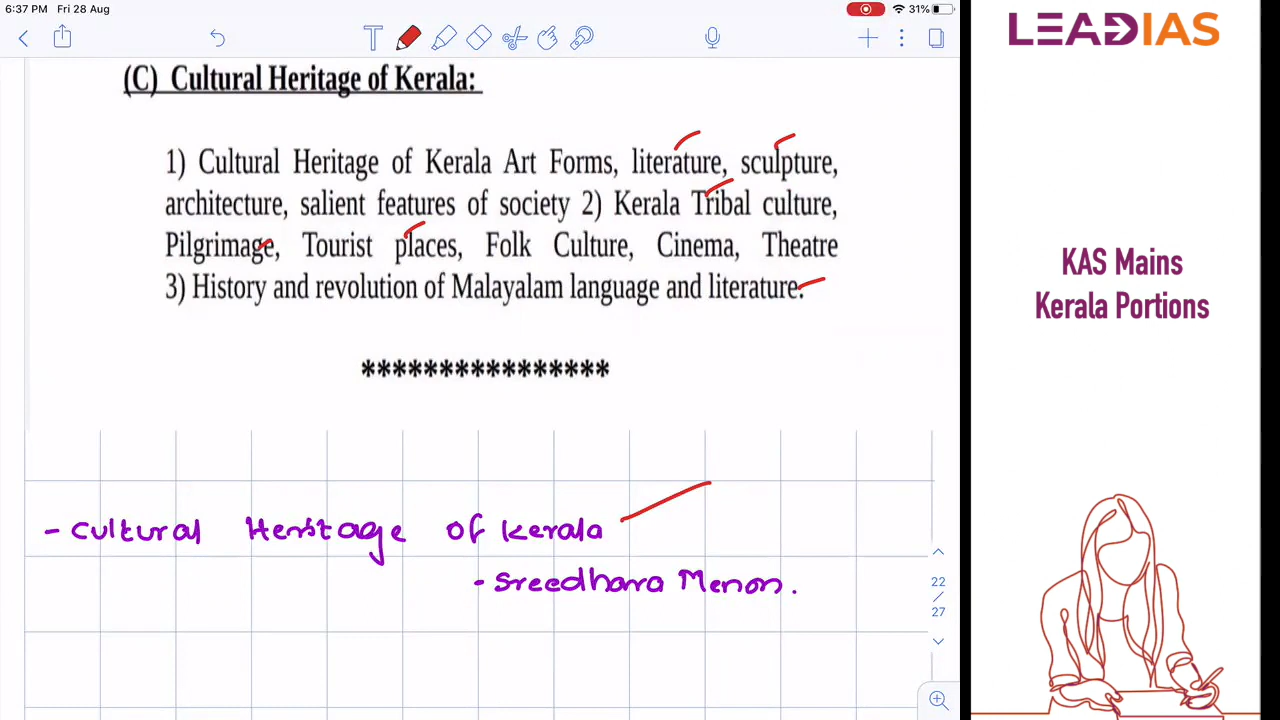 6:37 PM Fri 28 Aug
31%
LEADIAS
(C) Cultural Heritage of Kerala:
1) Cultural Heritage of Kerala Art Forms, literature, sculpture,
architecture, salient features of society 2) Kerala Tribal culture,
Pilgrimage, Tourist places, Folk Culture, Cinema, Theatre
3) History and revolution of Malayalam language and literature.
****************
KAS Mains
Kerala Portions
- Cultural Heritage of Kerala
- Sreedhara Menon.
22
/
27